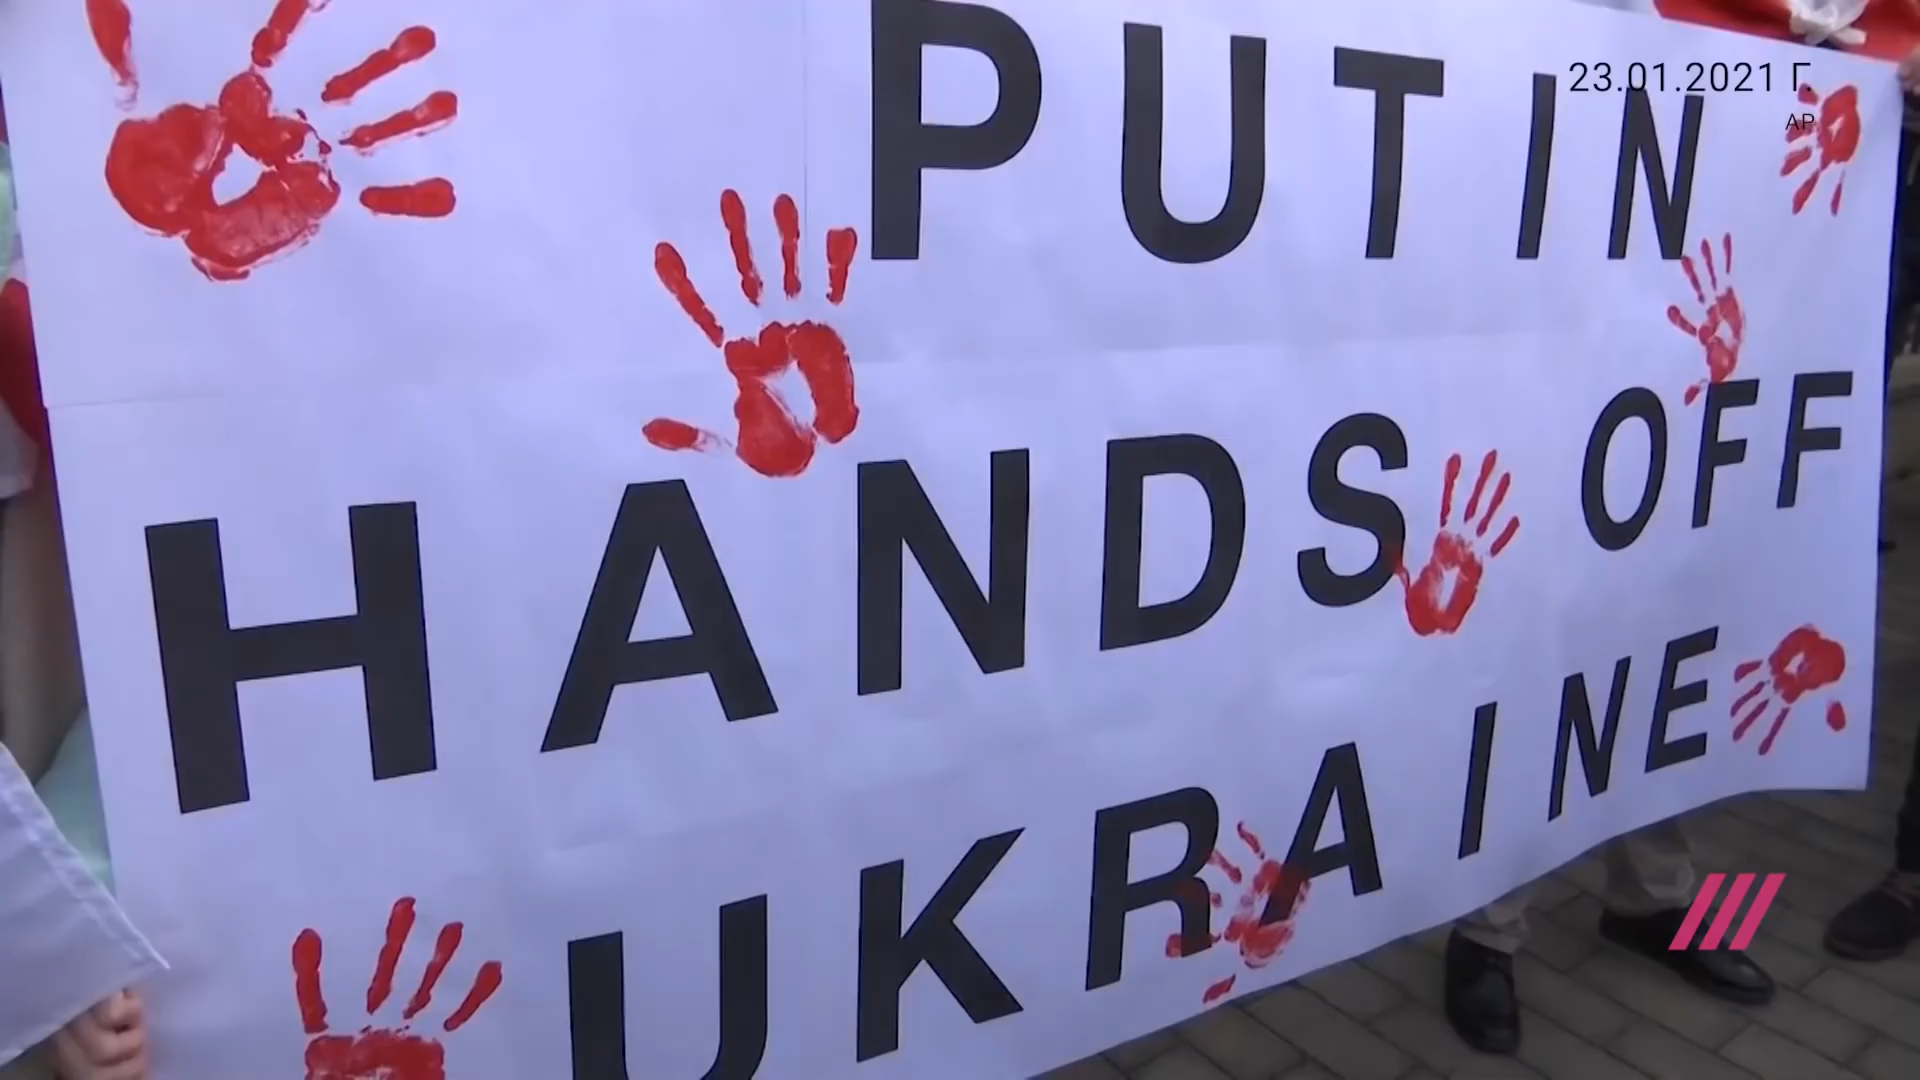 23.01.2021 Г.
AP
PUTIN
HANDS OFF
UKRAINE